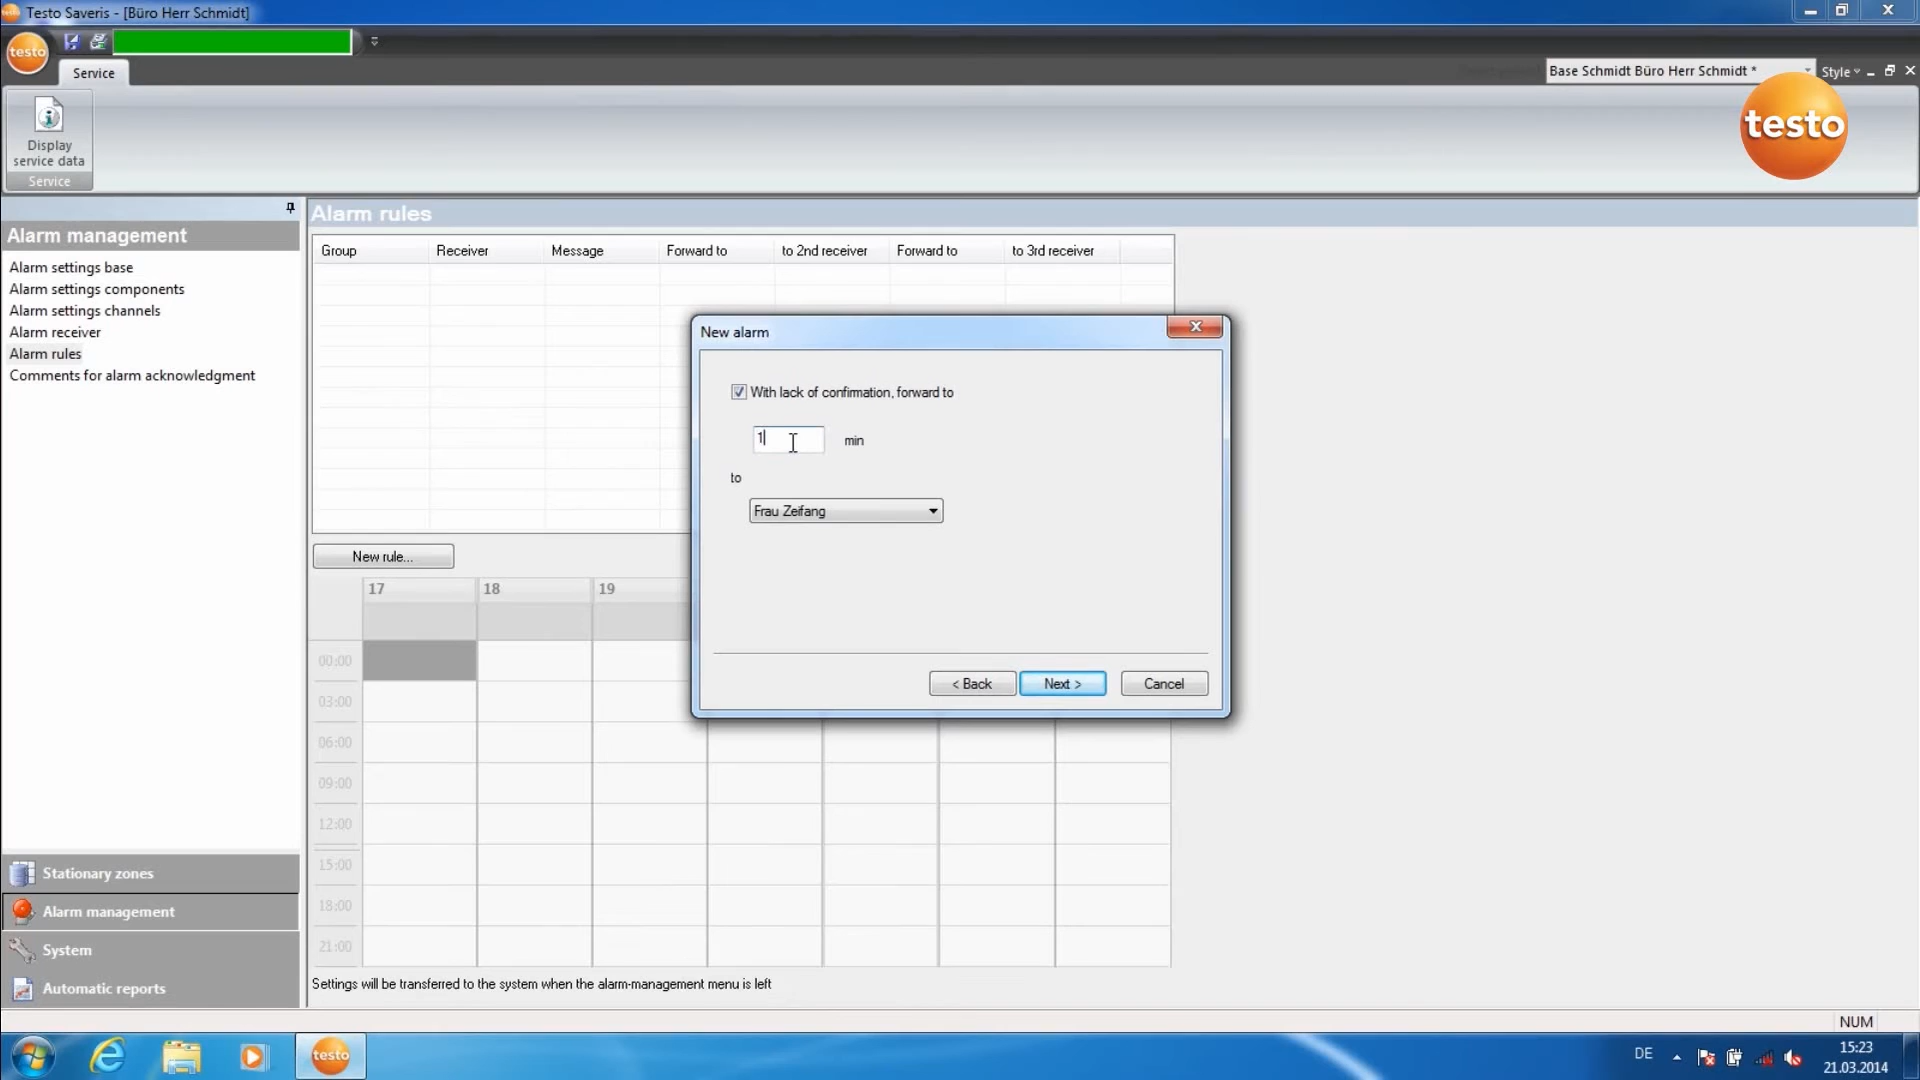 Testo Saveris - [Büro Herr Schmidt]
testo
Service
Base Schmidt Büro Herr Schmidt *
Style
Display
service data
Service
testo
Alarm management
Alarm settings base
Alarm settings components
Alarm settings channels
Alarm receiver
Alarm rules
Comments for alarm acknowledgment
Alarm rules
Group Receiver Message Forward to to 2nd receiver Forward to to 3rd receiver
New alarm
With lack of confirmation, forward to
1 min
to
Frau Zeifang
< Back Next > Cancel
New rule...
17 18 19
00:00
03:00
06:00
09:00
12:00
15:00
18:00
21:00
Settings will be transferred to the system when the alarm-management menu is left
Stationary zones
Alarm management
System
Automatic reports
NUM
testo
DE
15:23
21.03.2014